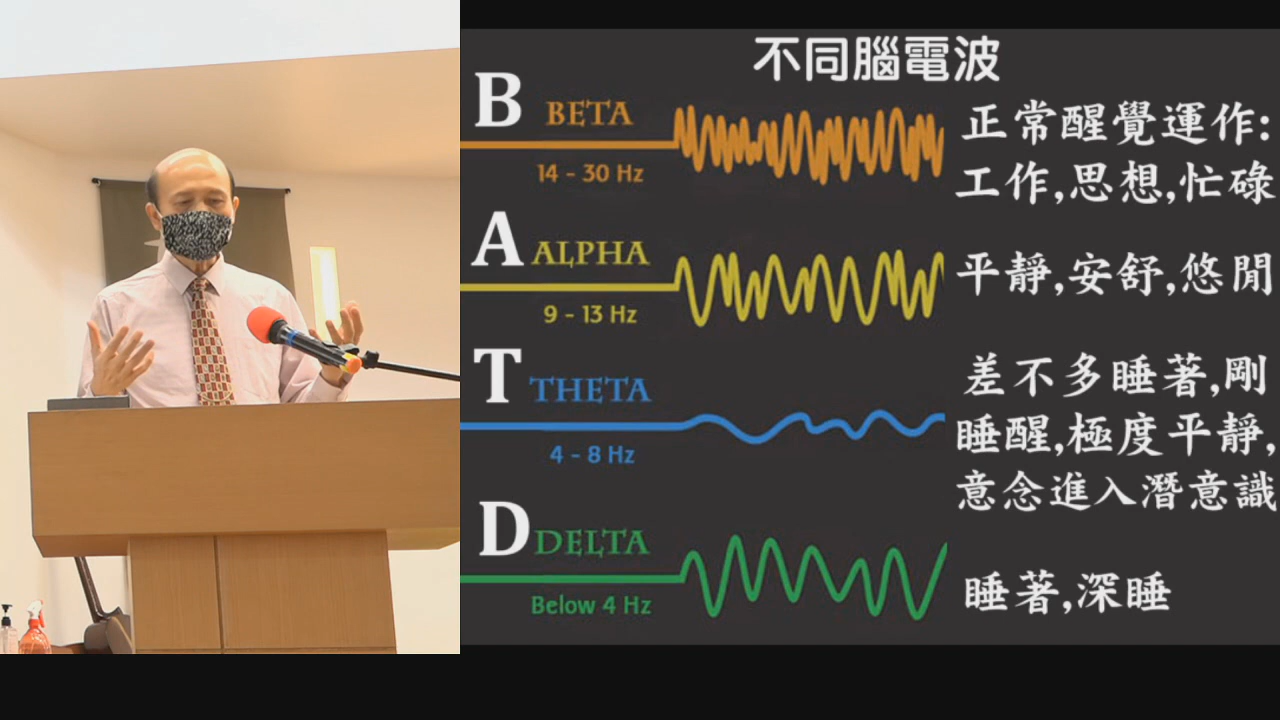 不同腦電波
B BETA
14 - 30 Hz
正常醒覺運作:
工作,思想,忙碌
A ALPHA
9 - 13 Hz
平靜,安舒,悠閒
T THETA
4 - 8 Hz
差不多睡著,剛
睡醒,極度平靜,
意念進入潛意識
D DELTA
Below 4 Hz
睡著,深睡